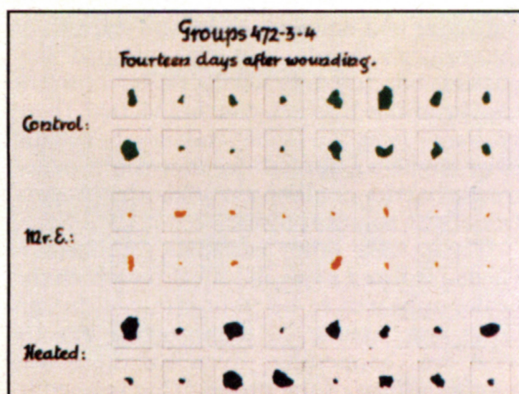 Groups 472-3-4
Fourteen days after wounding.
Control:
Mr.E.:
Heated: